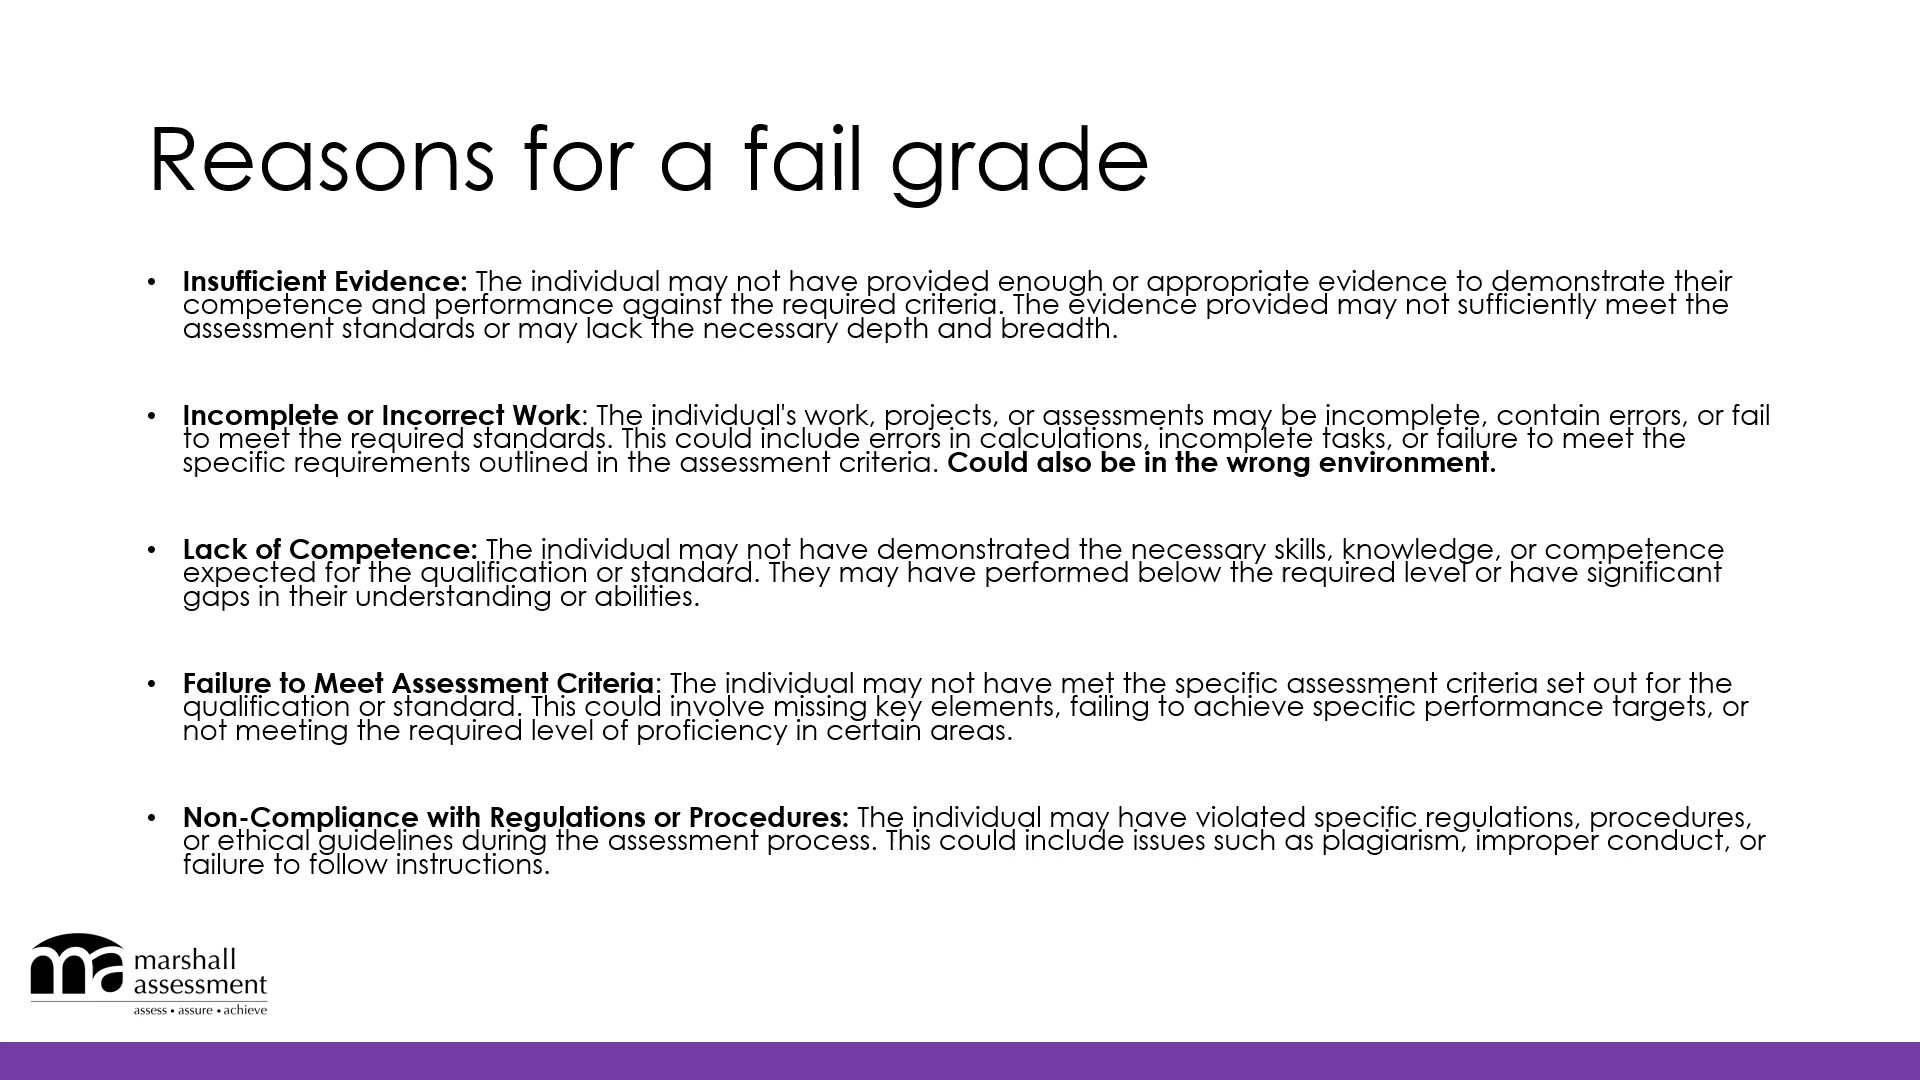 Reasons for a fail grade
• Insufficient Evidence: The individual may not have provided enough or appropriate evidence to demonstrate their
competence and performance against the required criteria. The evidence provided may not sufficiently meet the
assessment standards or may lack the necessary depth and breadth.
• Incomplete or Incorrect Work: The individual's work, projects, or assessments may be incomplete, contain errors, or fail
to meet the required standards. This could include errors in calculations, incomplete tasks, or failure to meet the
specific requirements outlined in the assessment criteria. Could also be in the wrong environment.
• Lack of Competence: The individual may not have demonstrated the necessary skills, knowledge, or competence
expected for the qualification or standard. They may have performed below the required level or have significant
gaps in their understanding or abilities.
• Failure to Meet Assessment Criteria: The individual may not have met the specific assessment criteria set out for the
qualification or standard. This could involve missing key elements, failing to achieve specific performance targets, or
not meeting the required level of proficiency in certain areas.
• Non-Compliance with Regulations or Procedures: The individual may have violated specific regulations, procedures,
or ethical guidelines during the assessment process. This could include issues such as plagiarism, improper conduct, or
failure to follow instructions.
ma marshall
assessment
assess • assure • achieve